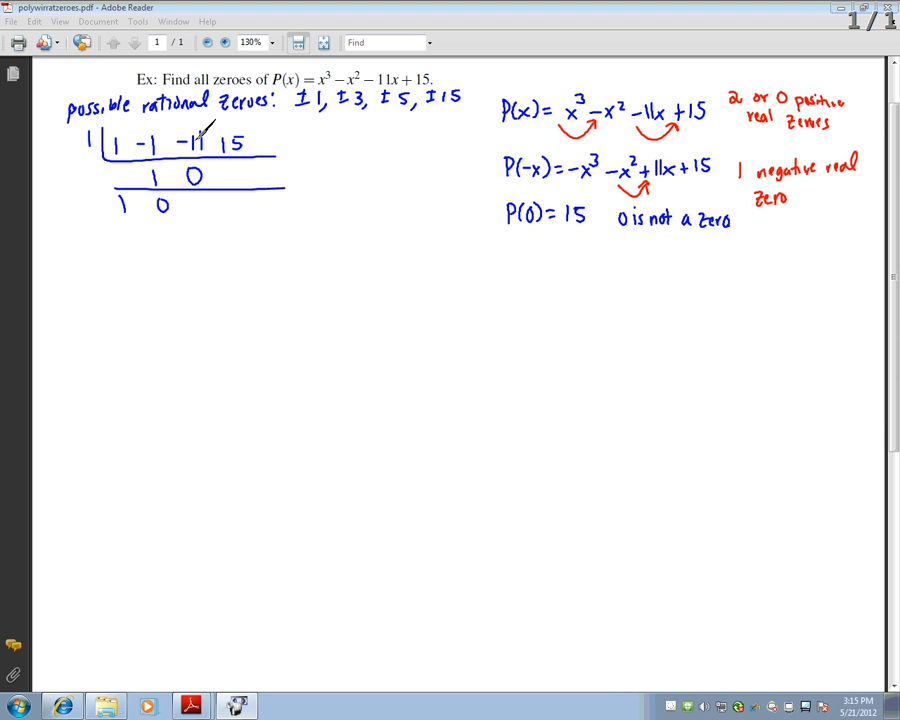 polywirratzeroes.pdf - Adobe Reader
File Edit View Document Tools Window Help
1/1
1 / 1 130% Find
Ex: Find all zeroes of P(x) = x³ − x² − 11x + 15.
possible rational zeroes: ± 1, ± 3, ± 5, ± 15
1 1 -1 -11 15
1 0
1 0
P(x) = x³ - x² - 11x + 15
2 or 0 positive
real zeroes
P(-x) = -x³ - x² + 11x + 15
1 negative real
zero
P(0) = 15 0 is not a zero
3:15 PM
5/21/2012